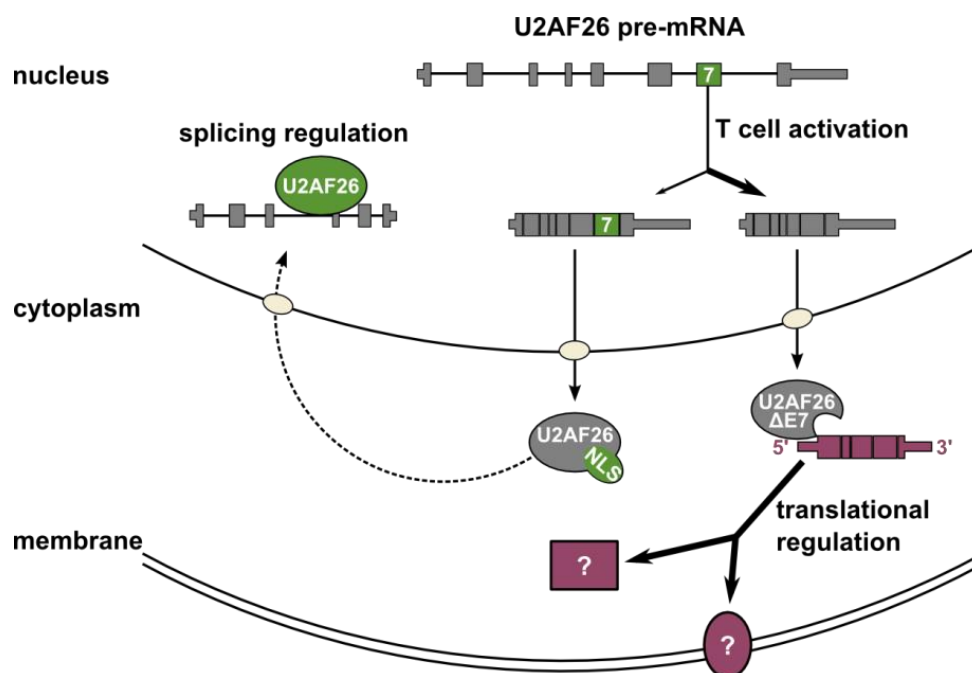 U2AF26 pre-mRNA
nucleus
7
splicing regulation
T cell activation
U2AF26
7
cytoplasm
U2AF26
ΔE7
U2AF26
NLS
5'
3'
translational
regulation
membrane
?
?